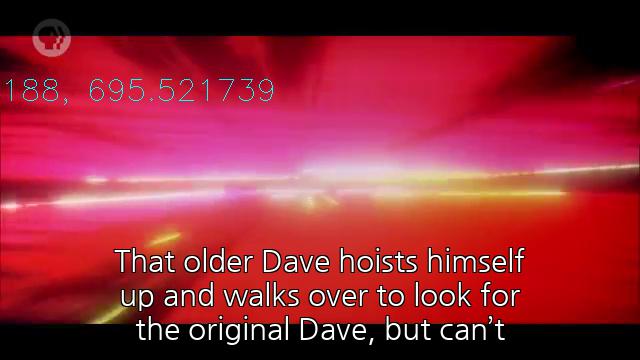 188, 695.521739
That older Dave hoists himself
up and walks over to look for
the original Dave, but can't